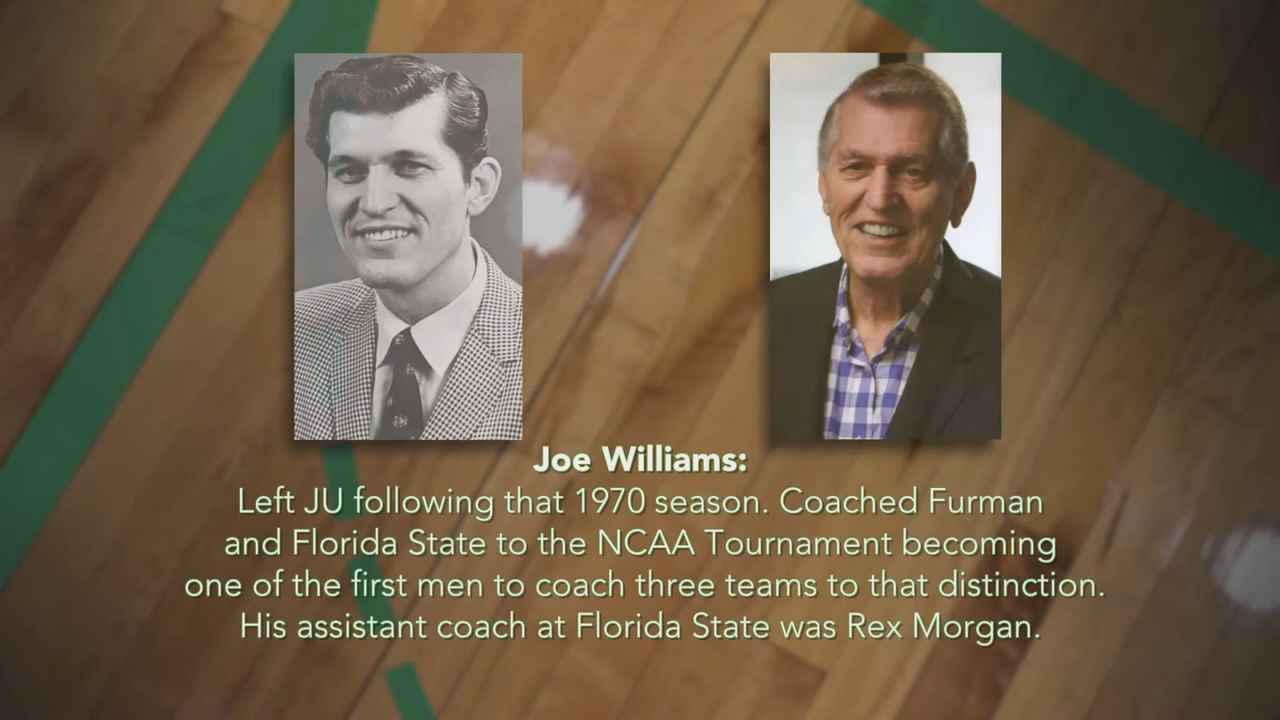 Joe Williams:
Left JU following that 1970 season. Coached Furman
and Florida State to the NCAA Tournament becoming
one of the first men to coach three teams to that distinction.
His assistant coach at Florida State was Rex Morgan.